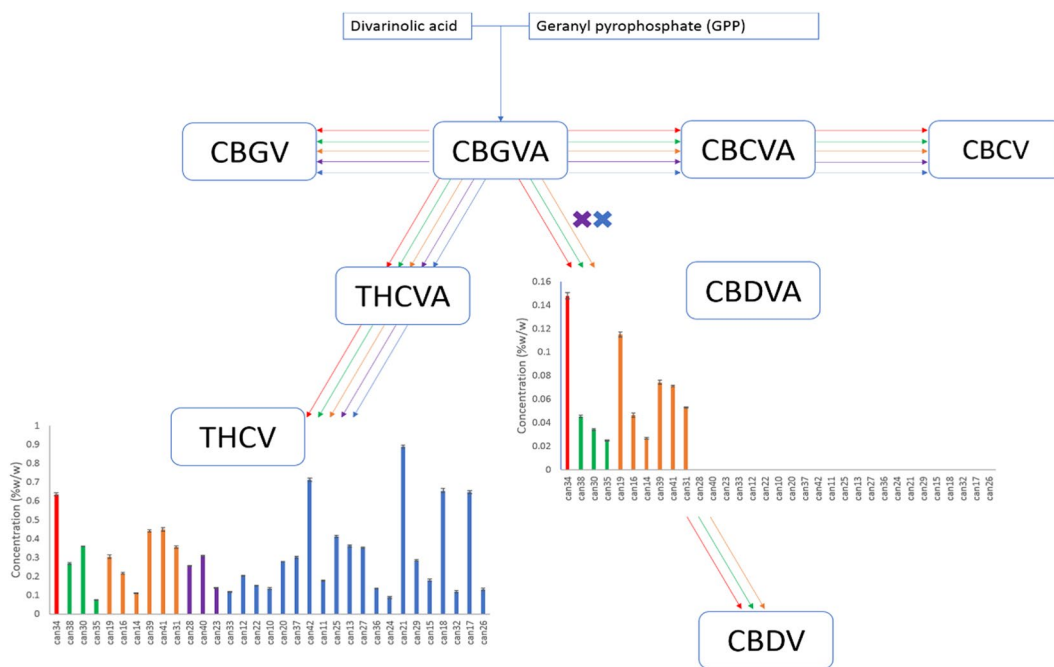 Divarinolic acid
Geranyl pyrophosphate (GPP)
CBGV
CBGVA
CBCVA
CBCV
THCVA
CBDVA
0.16
0.14
0.12
0.1
0.08
0.06
0.04
0.02
0
Concentration (%w/w)
can34
can38
can30
can35
can19
can16
can14
can39
can41
can31
can28
can40
can23
can33
can12
can22
can10
can20
can37
can42
can11
can25
can13
can27
can36
can24
can21
can29
can15
can18
can32
can17
can26
THCV
1
0.9
0.8
0.7
0.6
0.5
0.4
0.3
0.2
0.1
0
Concentration (%w/w)
can34
can38
can30
can35
can19
can16
can14
can39
can41
can31
can28
can40
can23
can33
can12
can22
can10
can20
can37
can42
can11
can25
can13
can27
can36
can24
can21
can29
can15
can18
can32
can17
can26
CBDV